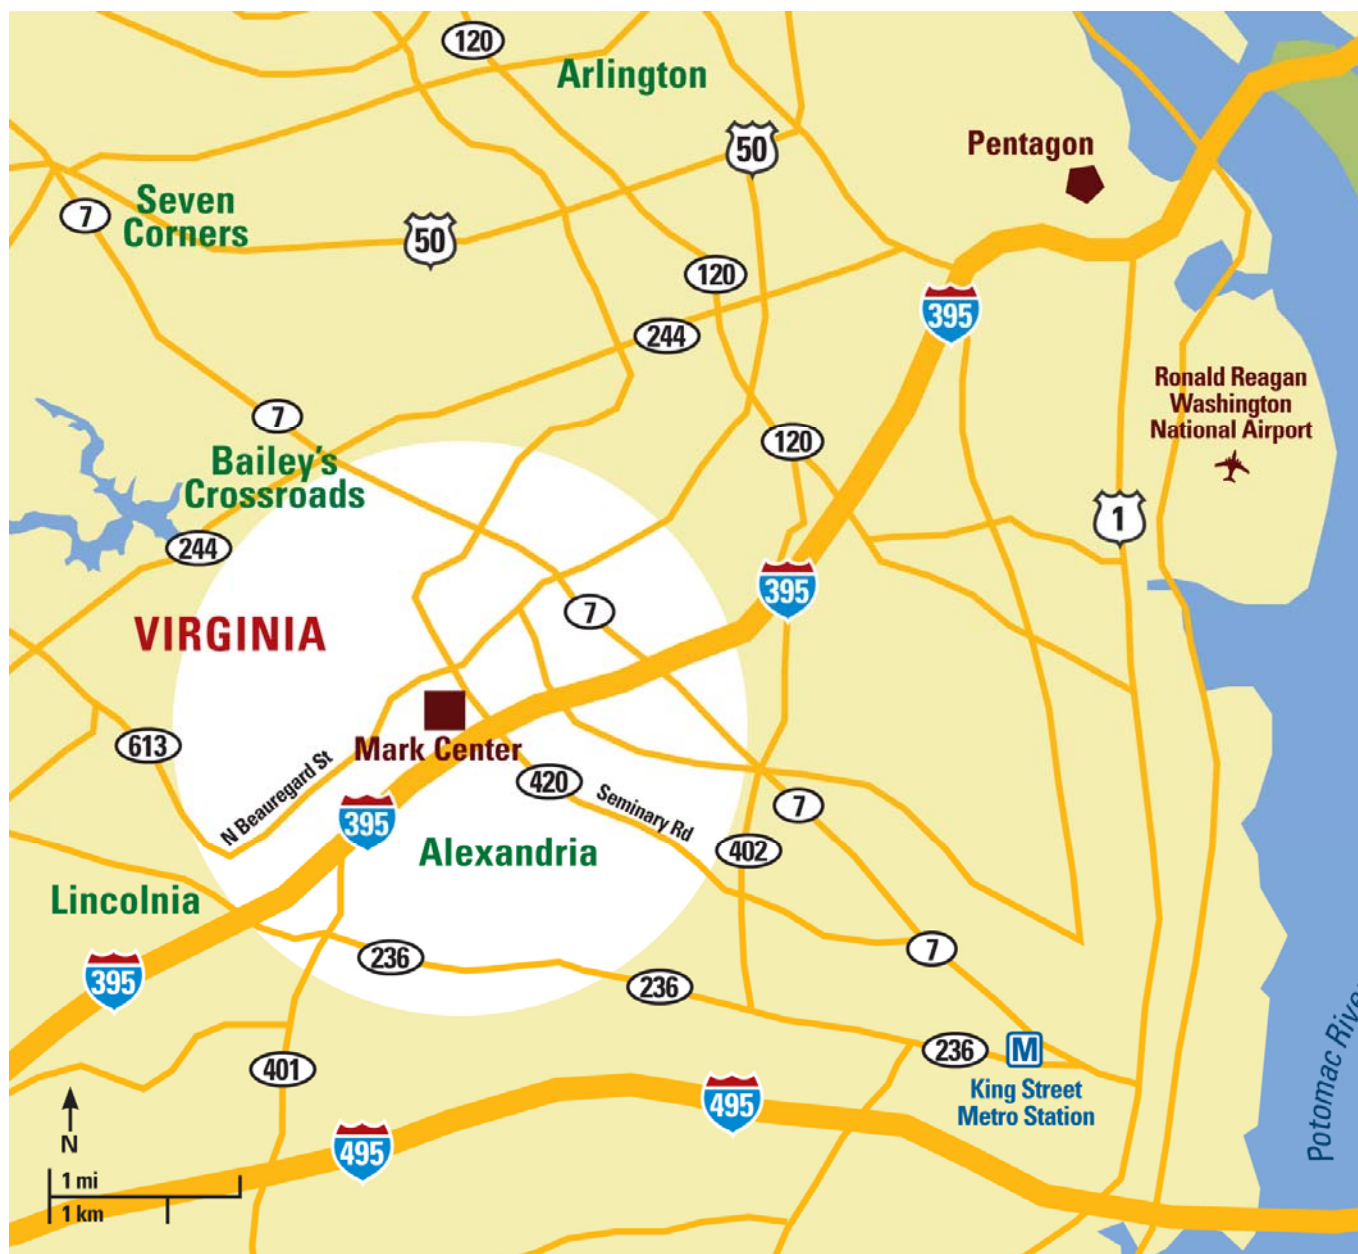 120
Arlington
50
Pentagon
7
Seven
Corners
50
120
395
244
Ronald Reagan
Washington
National Airport
7
120
Bailey's
Crossroads
1
244
395
7
VIRGINIA
613
Mark Center
N Beauregard St
420
Seminary Rd
7
395
402
Alexandria
Lincolnia
7
236
395
236
Potomac River
236
M
401
King Street
Metro Station
495
495
N
1 mi
1 km